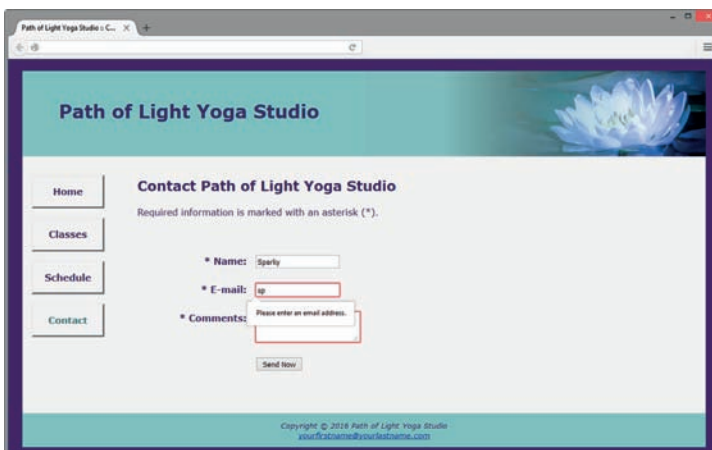 Path of Light Yoga Studio :: C...
Path of Light Yoga Studio
Home
Classes
Schedule
Contact
Contact Path of Light Yoga Studio
Required information is marked with an asterisk (*).
* Name: Sparky
* E-mail: sp
Please enter an email address.
* Comments:
Send Now
Copyright © 2016 Path of Light Yoga Studio
yourfirstname@yourlastname.com